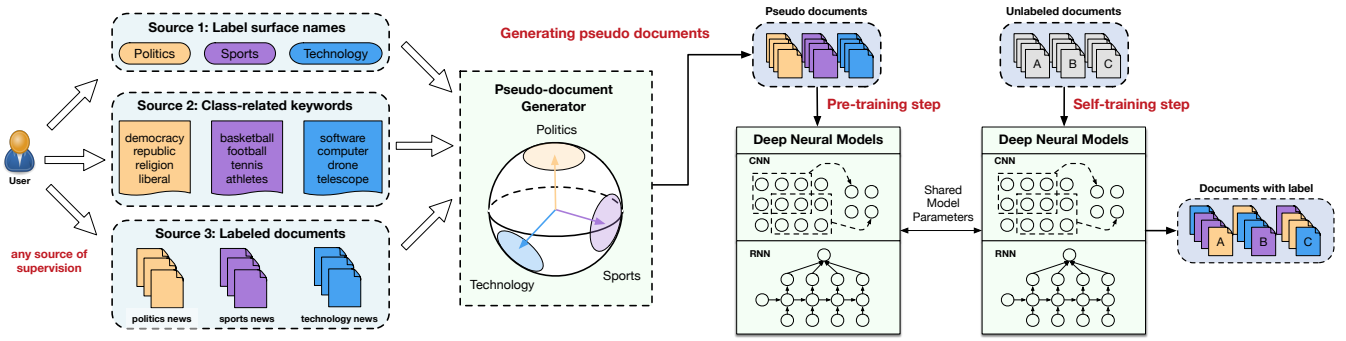 User
any source of
supervision
Source 1: Label surface names
Politics
Sports
Technology
Source 2: Class-related keywords
democracy
republic
religion
liberal
basketball
football
tennis
athletes
software
computer
drone
telescope
Source 3: Labeled documents
politics news
sports news
technology news
Generating pseudo documents
Pseudo-document
Generator
Politics
Technology
Sports
Pseudo documents
Pre-training step
Deep Neural Models
CNN
RNN
Shared
Model
Parameters
Unlabeled documents
A
B
C
Self-training step
Deep Neural Models
CNN
RNN
Documents with label
A
B
C